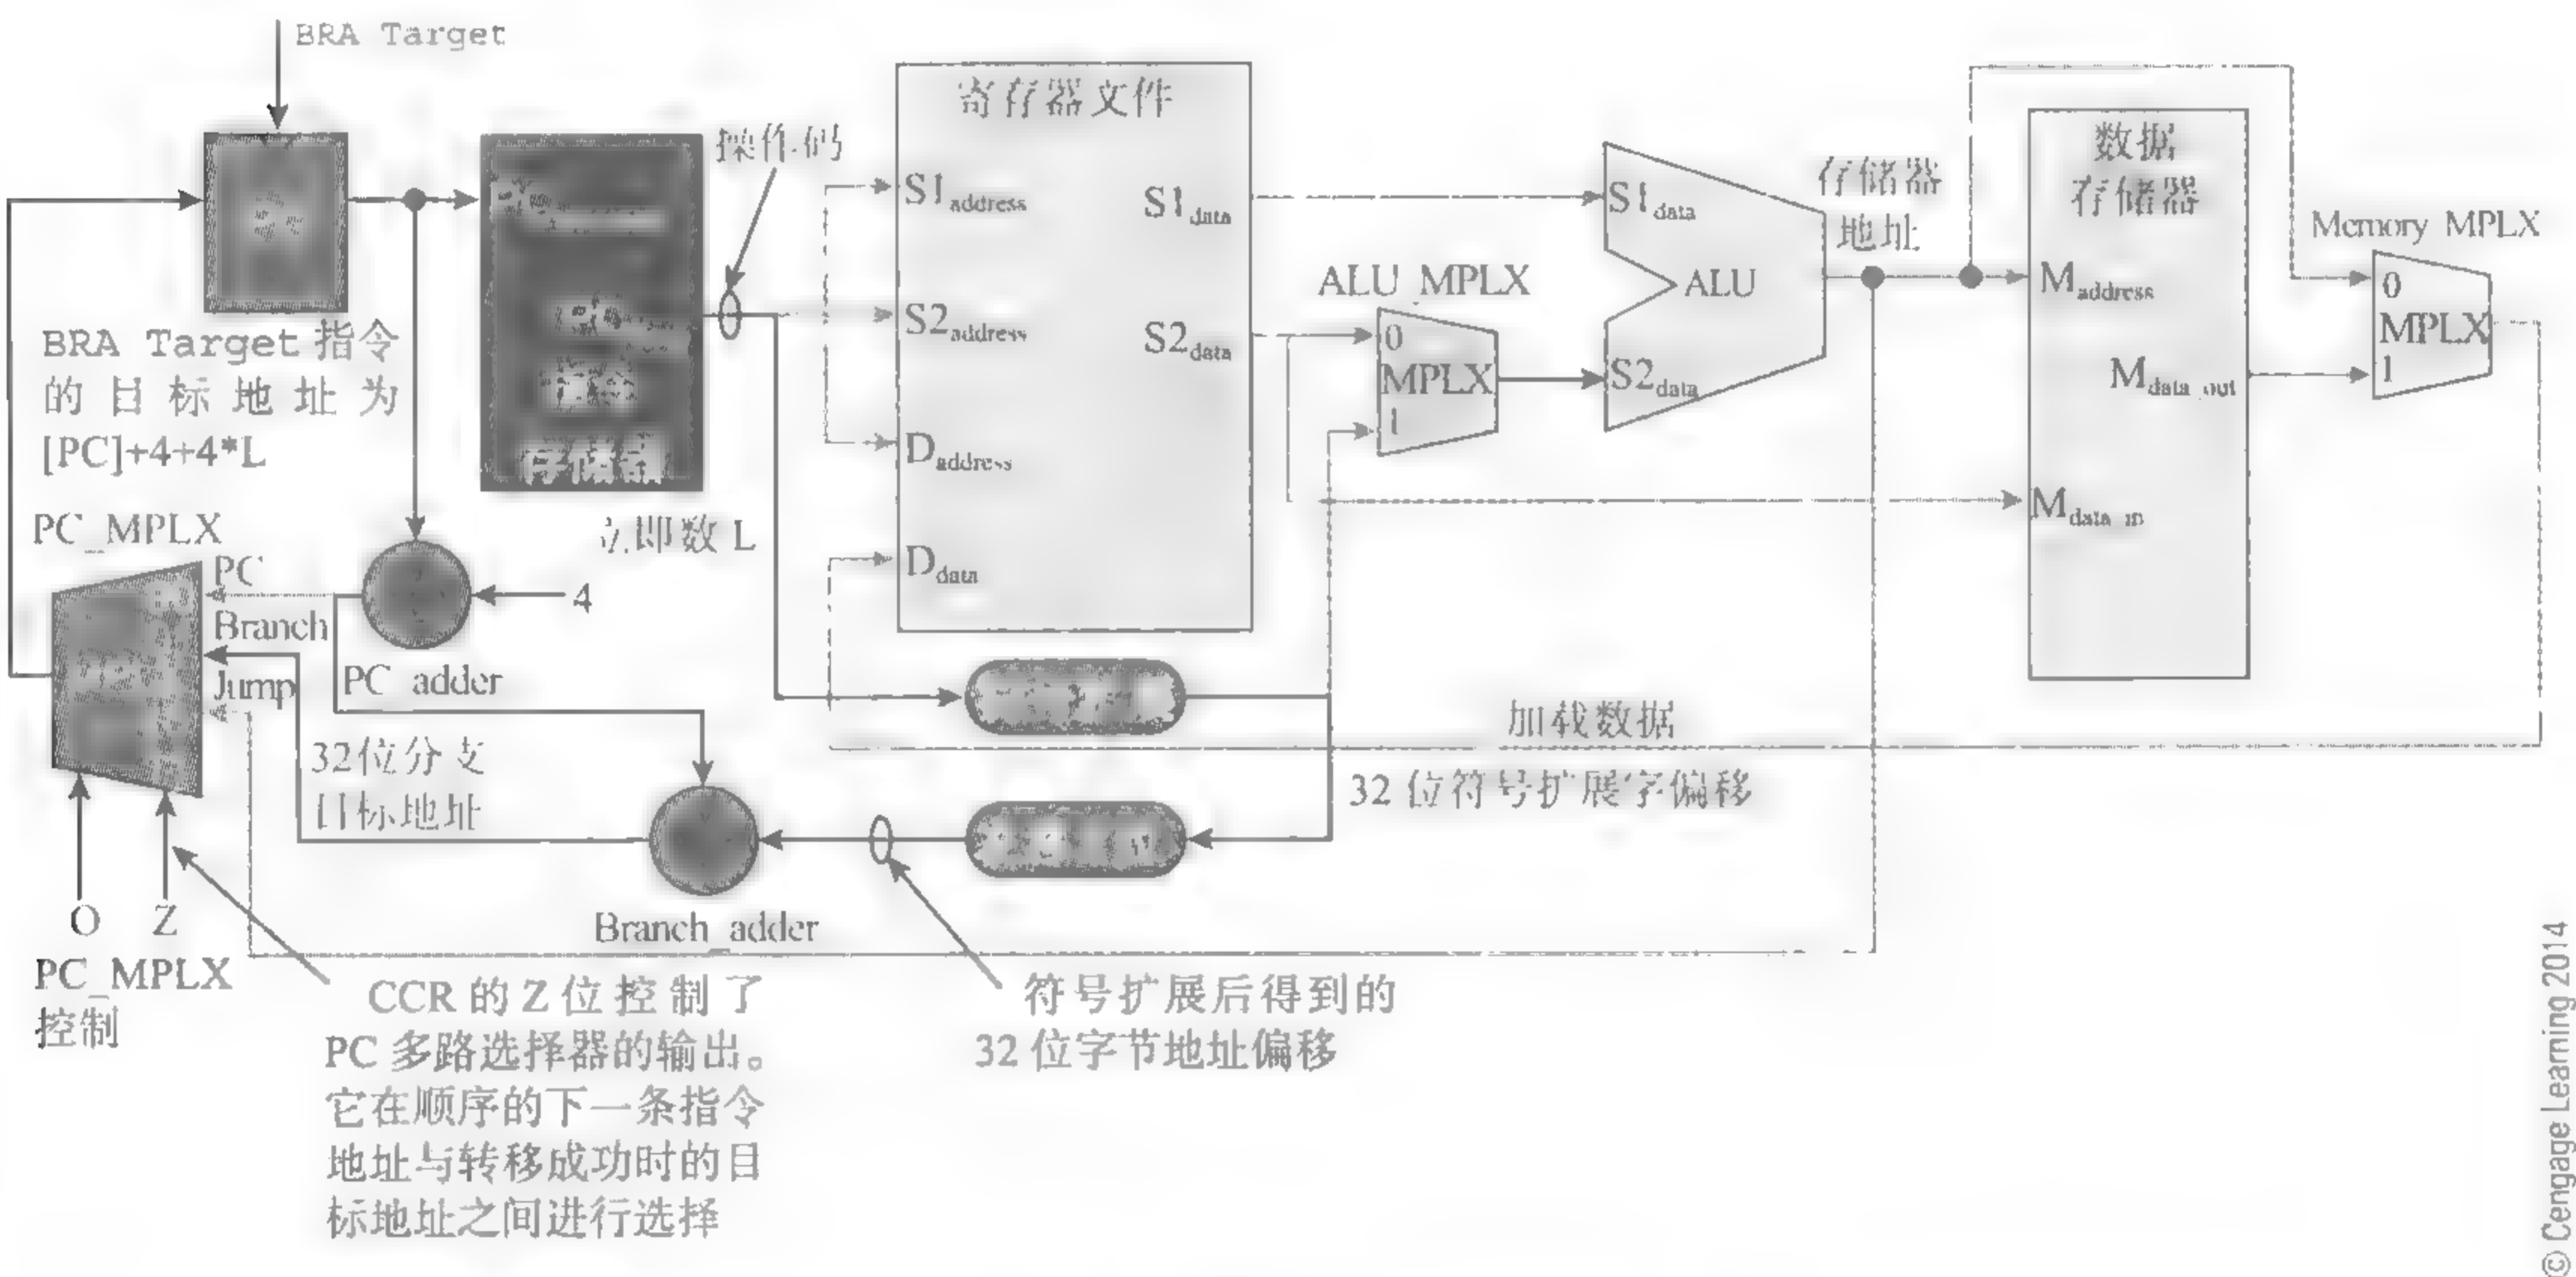 BRA Target
BRA Target 指令
的目标地址为
[PC]+4+4*L
操作码
存储器
立即数 L
寄存器文件
S1address
S2address
Daddress
Ddata
S1data
S2data
ALU MPLX
0
MPLX
1
S1data
ALU
S2data
存储器
地址
数据
存储器
Maddress
Mdata out
Mdata in
Memory MPLX
0
MPLX
1
PC_MPLX
PC
Branch
Jump
4
PC adder
32位分支
目标地址
Branch_adder
加载数据
32 位符号扩展字偏移
0 Z
PC_MPLX
控制
CCR 的 Z 位控制了
PC 多路选择器的输出。
它在顺序的下一条指令
地址与转移成功时的目
标地址之间进行选择
符号扩展后得到的
32 位字节地址偏移
© Cengage Learning 2014